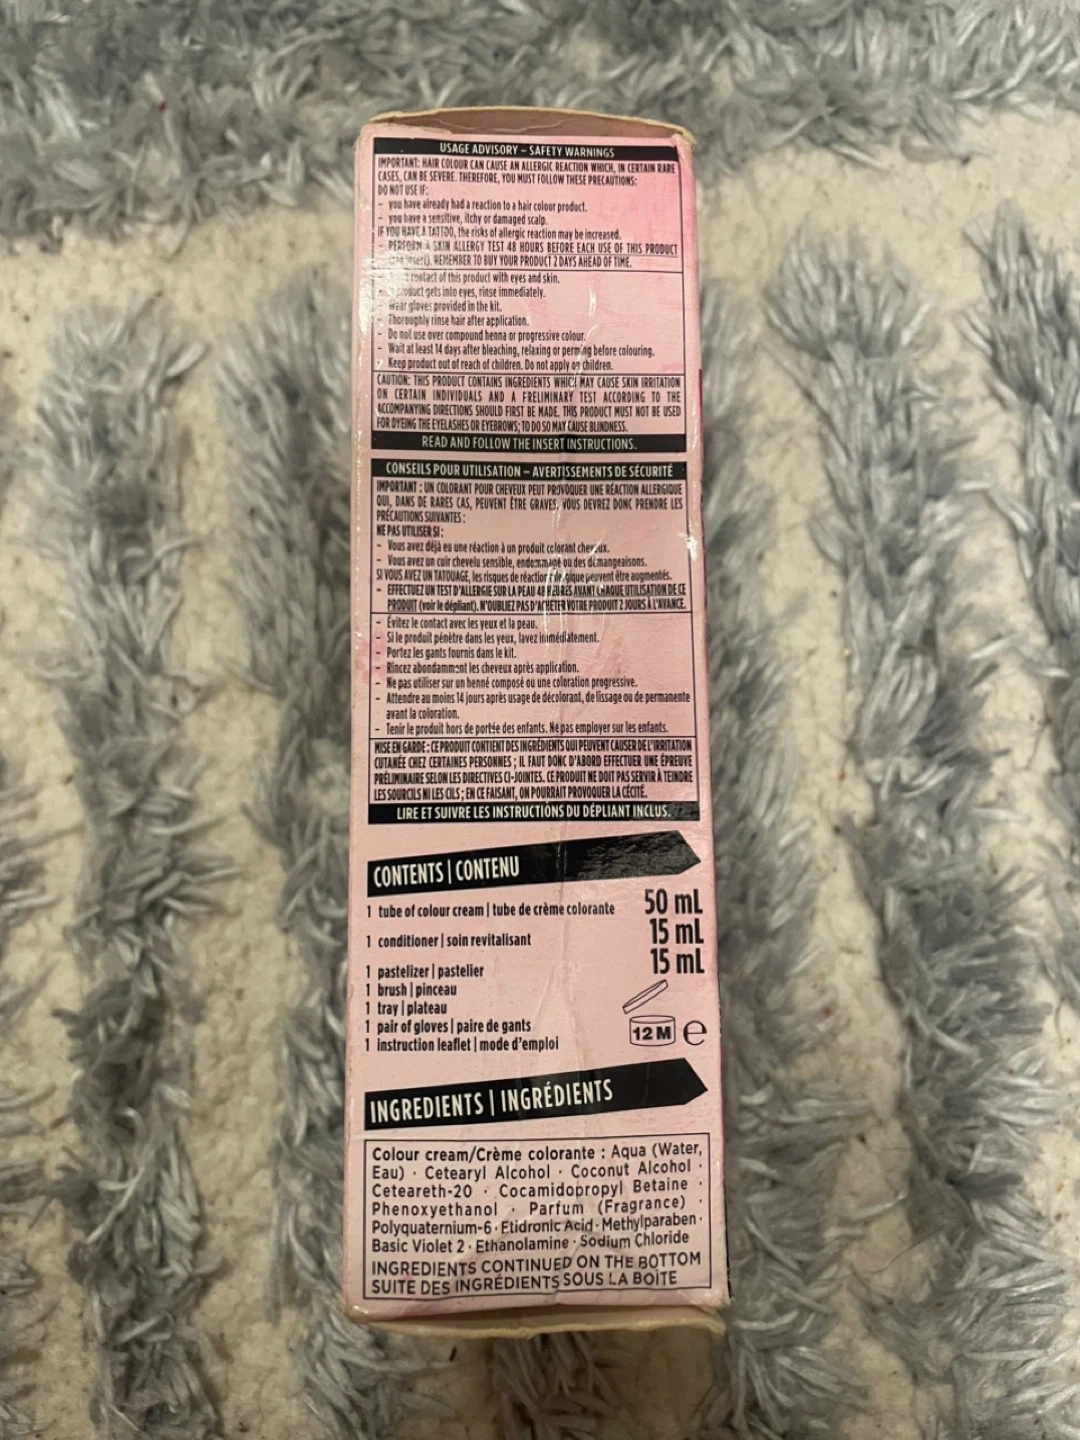 USAGE ADVISORY – SAFETY WARNINGS
IMPORTANT: HAIR COLOUR CAN CAUSE AN ALLERGIC REACTION WHICH, IN CERTAIN RARE
CASES, CAN BE SEVERE. THEREFORE, YOU MUST FOLLOW THESE PRECAUTIONS:
DO NOT USE IF:
- you have already had a reaction to a hair colour product.
- you have a sensitive, itchy or damaged scalp.
IF YOU HAVE A TATTOO, the risks of allergic reaction may be increased.
- PERFORM A SKIN ALLERGY TEST 48 HOURS BEFORE EACH USE OF THIS PRODUCT
REMEMBER TO BUY YOUR PRODUCT 2 DAYS AHEAD OF TIME.
contact of this product with eyes and skin.
product gets into eyes, rinse immediately.
- Wear gloves provided in the kit.
- Thoroughly rinse hair after application.
- Do not use over compound henna or progressive colour.
- Wait at least 14 days after bleaching, relaxing or perming before colouring.
- Keep product out of reach of children. Do not apply on children.
CAUTION: THIS PRODUCT CONTAINS INGREDIENTS WHICH MAY CAUSE SKIN IRRITATION
ON CERTAIN INDIVIDUALS AND A PRELIMINARY TEST ACCORDING TO THE
ACCOMPANYING DIRECTIONS SHOULD FIRST BE MADE. THIS PRODUCT MUST NOT BE USED
FOR DYEING THE EYELASHES OR EYEBROWS; TO DO SO MAY CAUSE BLINDNESS.
READ AND FOLLOW THE INSERT INSTRUCTIONS.
CONSEILS POUR UTILISATION – AVERTISSEMENTS DE SÉCURITÉ
IMPORTANT : UN COLORANT POUR CHEVEUX PEUT PROVOQUER UNE RÉACTION ALLERGIQUE
QUI, DANS DE RARES CAS, PEUVENT ÊTRE GRAVES. VOUS DEVREZ DONC PRENDRE LES
PRÉCAUTIONS SUIVANTES :
NE PAS UTILISER SI :
- Vous avez déjà eu une réaction à un produit colorant cheveux.
- Vous avez un cuir chevelu sensible, endommagé ou des démangeaisons.
SI VOUS AVEZ UN TATOUAGE, les risques de réaction allergique peuvent être augmentés.
- EFFECTUEZ UN TEST D'ALLERGIE SUR LA PEAU 48 HEURES AVANT CHAQUE UTILISATION DE CE
PRODUIT (voir le dépliant). N'OUBLIEZ PAS D'ACHETER VOTRE PRODUIT 2 JOURS À L'AVANCE.
- Évitez le contact avec les yeux et la peau.
- Si le produit pénètre dans les yeux, lavez immédiatement.
- Portez les gants fournis dans le kit.
- Rincez abondamment les cheveux après application.
- Ne pas utiliser sur un henné composé ou une coloration progressive.
- Attendre au moins 14 jours après usage de décolorant, de lissage ou de permanente
avant la coloration.
- Tenir le produit hors de portée des enfants. Ne pas employer sur les enfants.
MISE EN GARDE : CE PRODUIT CONTIENT DES INGRÉDIENTS QUI PEUVENT CAUSER DE L'IRRITATION
CUTANÉE CHEZ CERTAINES PERSONNES ; IL FAUT DONC D'ABORD EFFECTUER UNE ÉPREUVE
PRÉLIMINAIRE SELON LES DIRECTIVES CI-JOINTES. CE PRODUIT NE DOIT PAS SERVIR À TEINDRE
LES SOURCILS NI LES CILS ; EN CE FAISANT, ON POURRAIT PROVOQUER LA CÉCITÉ.
LIRE ET SUIVRE LES INSTRUCTIONS DU DÉPLIANT INCLUS.
CONTENTS | CONTENU
1 tube of colour cream | tube de crème colorante 50 mL
1 conditioner | soin revitalisant 15 mL
1 pastelizer | pastelier 15 mL
1 brush | pinceau
1 tray | plateau
1 pair of gloves | paire de gants
1 instruction leaflet | mode d'emploi
12 M e
INGREDIENTS | INGRÉDIENTS
Colour cream/Crème colorante : Aqua (Water,
Eau) · Cetearyl Alcohol · Coconut Alcohol ·
Ceteareth-20 · Cocamidopropyl Betaine ·
Phenoxyethanol · Parfum (Fragrance) ·
Polyquaternium-6 · Etidronic Acid · Methylparaben ·
Basic Violet 2 · Ethanolamine · Sodium Chloride
INGREDIENTS CONTINUED ON THE BOTTOM
SUITE DES INGRÉDIENTS SOUS LA BOÎTE